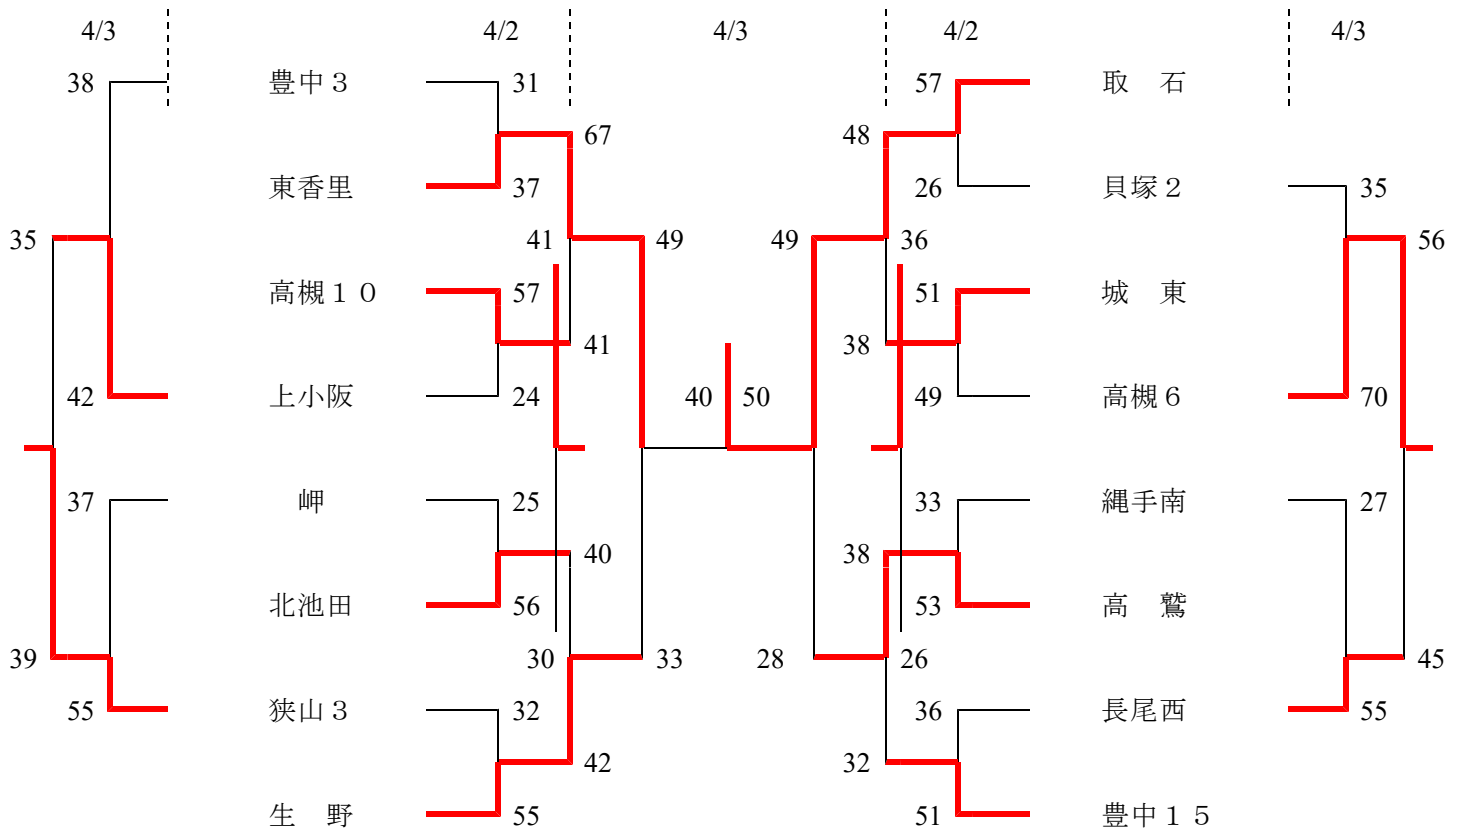 4/3 4/2 4/3 4/2 4/3
38 豊中３ 31 57 取　石
67 48
東香里 37 26 貝塚２ 35
35 41 49 49 36 56
高槻１０ 57 51 城　東
41 38
42 上小阪 24 40 50 49 高槻６ 70
37 岬 25 33 縄手南 27
40 38
北池田 56 53 高　鷲
39 30 33 28 26 45
55 狭山３ 32 36 長尾西 55
42 32
生　野 55 51 豊中１５